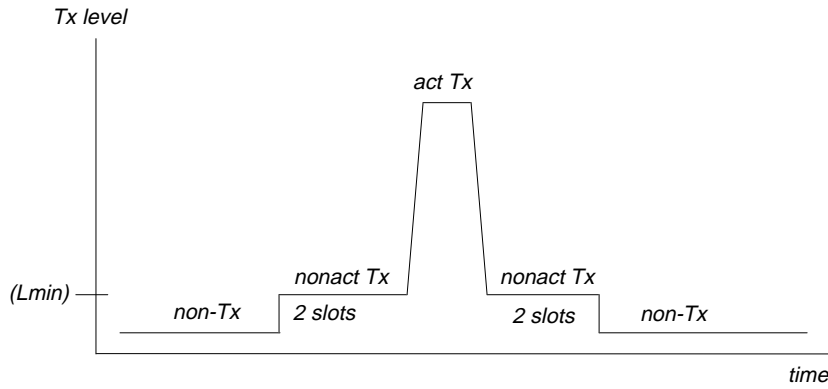 Tx level
act Tx
nonact Tx
nonact Tx
(Lmin)
non-Tx
2 slots
2 slots
non-Tx
time